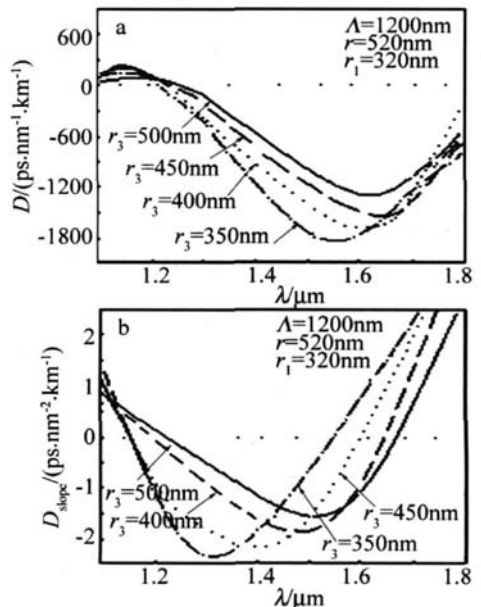 a
Λ=1200nm
r=520nm
r₁=320nm
r₃=500nm
r₃=450nm
r₃=400nm
r₃=350nm
600
0
-600
-1200
-1800
D/(ps·nm⁻¹·km⁻¹)
1.2 1.4 1.6 1.8
λ/μm
b
Λ=1200nm
r=520nm
r₁=320nm
r₃=500nm
r₃=400nm
r₃=450nm
r₃=350nm
2
1
0
-1
-2
D_slope/(ps·nm⁻²·km⁻¹)
1.2 1.4 1.6 1.8
λ/μm